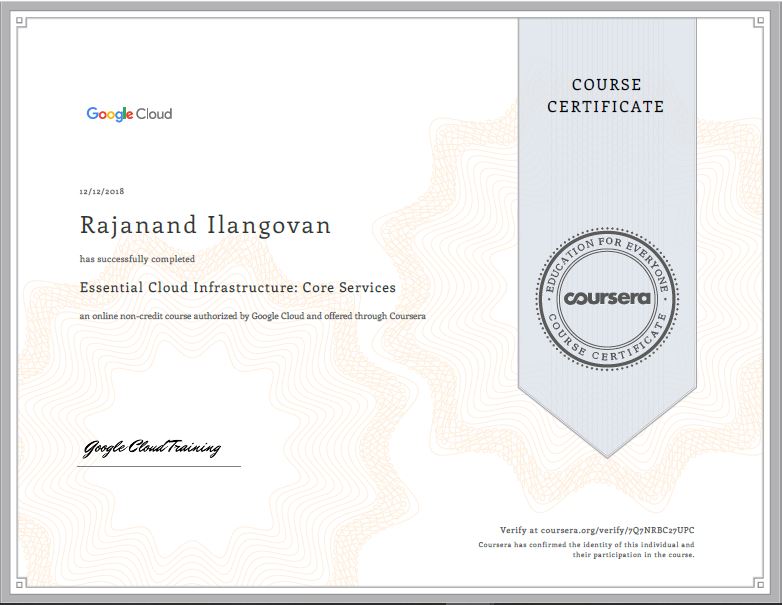 COURSE
CERTIFICATE
Google Cloud
12/12/2018
Rajanand Ilangovan
has successfully completed
Essential Cloud Infrastructure: Core Services
an online non-credit course authorized by Google Cloud and offered through Coursera
EDUCATION FOR EVERYONE
coursera
COURSE CERTIFICATE
Google Cloud Training
Verify at coursera.org/verify/7Q7NRBC27UPC
Coursera has confirmed the identity of this individual and
their participation in the course.